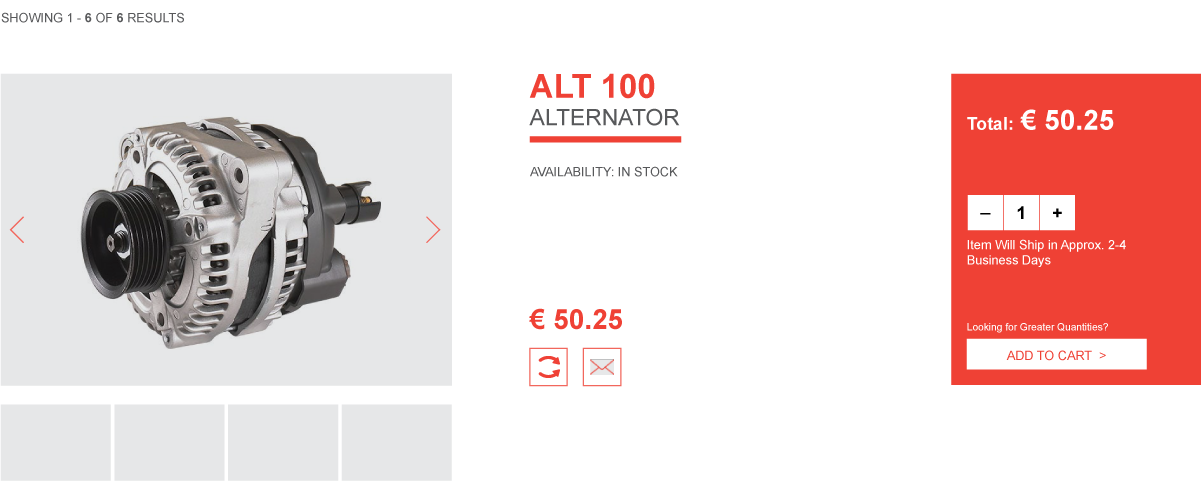 SHOWING 1 - 6 OF 6 RESULTS
ALT 100
ALTERNATOR
AVAILABILITY: IN STOCK
€ 50.25
Total: € 50.25
– 1 +
Item Will Ship in Approx. 2-4
Business Days
Looking for Greater Quantities?
ADD TO CART >